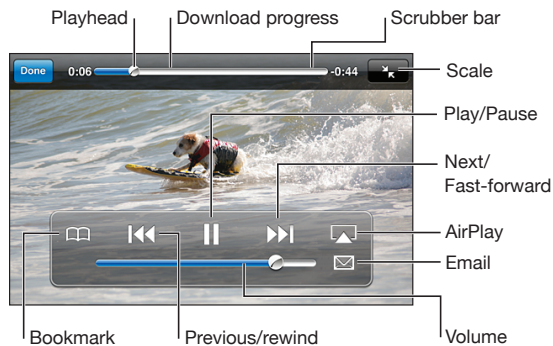 Playhead
Download progress
Scrubber bar
Done
0:06
-0:44
Scale
Play/Pause
Next/
Fast-forward
AirPlay
Email
Bookmark
Previous/rewind
Volume